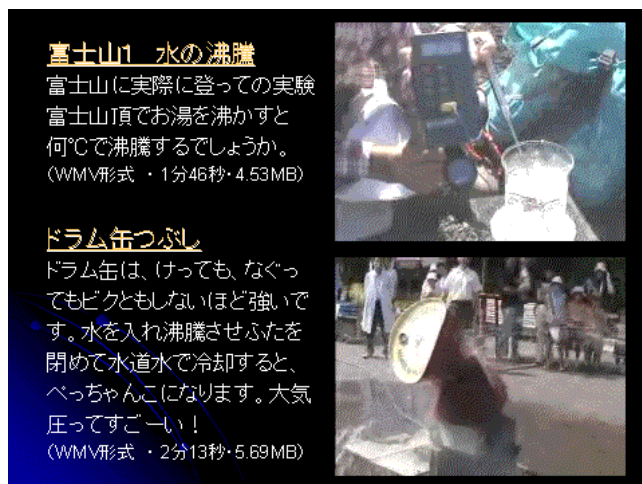 富士山1　水の沸騰
富士山に実際に登っての実験
富士山頂でお湯を沸かすと
何℃で沸騰するでしょうか。
(WMV形式 ・1分46秒・4.53MB)
ドラム缶つぶし
ドラム缶は、けっても、なぐっ
てもビクともしないほど強いで
す。水を入れ沸騰させふたを
閉めて水道水で冷却すると、
ぺっちゃんこになります。大気
圧ってすごーい！
(WMV形式 ・2分13秒・5.69MB)